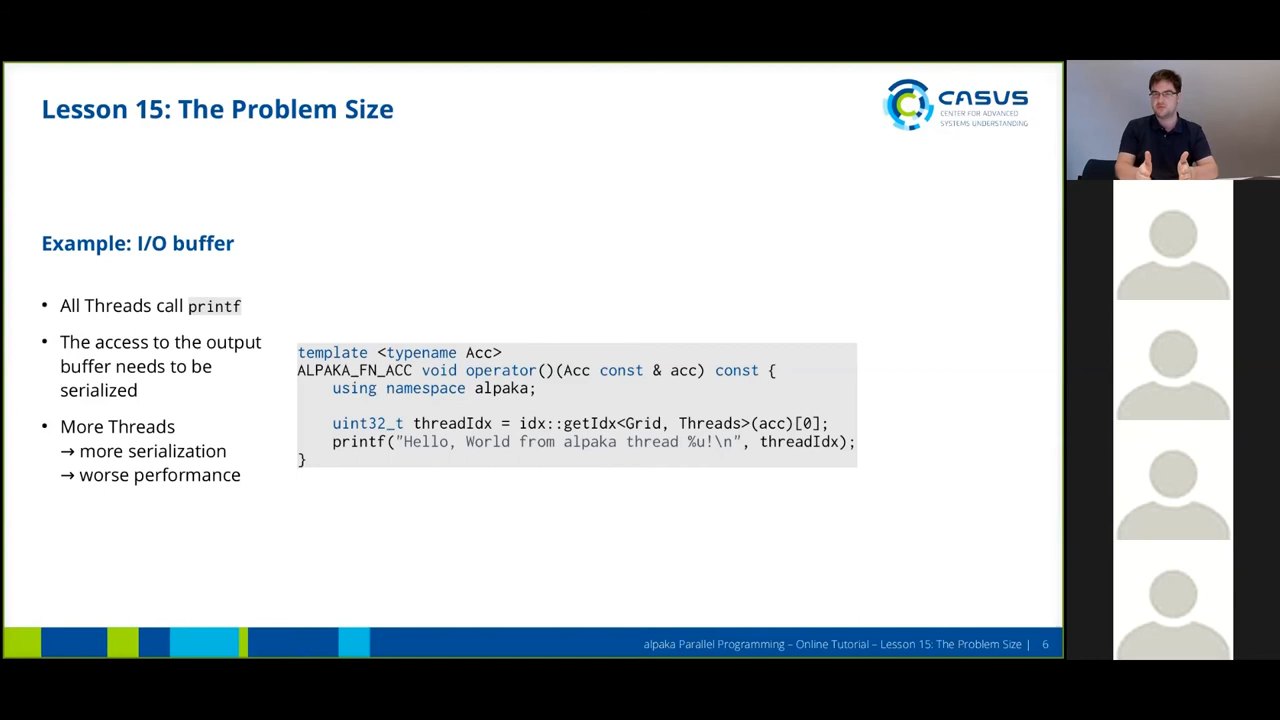 Lesson 15: The Problem Size
CASUS
CENTER FOR ADVANCED
SYSTEMS UNDERSTANDING
Example: I/O buffer
• All Threads call printf
• The access to the output
buffer needs to be
serialized
• More Threads
→ more serialization
→ worse performance
template <typename Acc>
ALPAKA_FN_ACC void operator()(Acc const & acc) const {
using namespace alpaka;
uint32_t threadIdx = idx::getIdx<Grid, Threads>(acc)[0];
printf("Hello, World from alpaka thread %u!\n", threadIdx);
}
alpaka Parallel Programming – Online Tutorial – Lesson 15: The Problem Size | 6